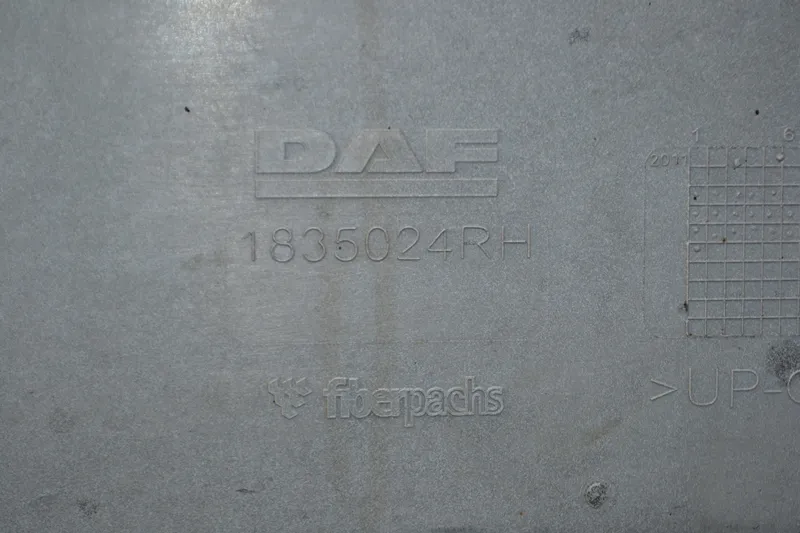 DAF
1835024RH
1 6
2011
fiberpachs
>UP-